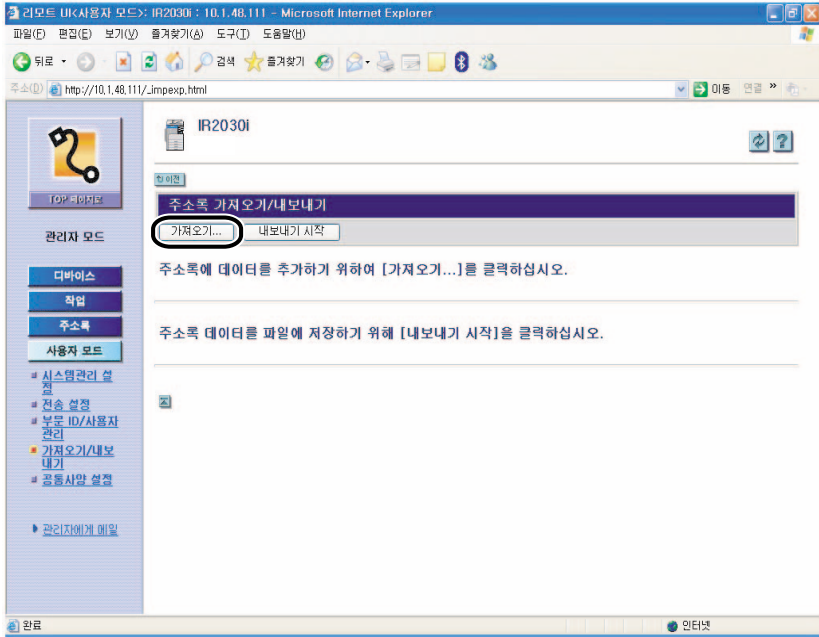 리모트 UI<사용자 모드>: IR2030i : 10.1.48.111 - Microsoft Internet Explorer
파일(F) 편집(E) 보기(V) 즐겨찾기(A) 도구(T) 도움말(H)
뒤로 검색 즐겨찾기
주소(D) http://10.1.48.111/_impexp.html 이동 연결 »
IR2030i
이전
TOP 페이지로
주소록 가져오기/내보내기
가져오기... 내보내기 시작
관리자 모드
주소록에 데이터를 추가하기 위하여 [가져오기...]를 클릭하십시오.
디바이스
작업
주소록
주소록 데이터를 파일에 저장하기 위해 [내보내기 시작]을 클릭하십시오.
사용자 모드
시스템관리 설
정
전송 설정
부문 ID/사용자
관리
가져오기/내보
내기
공통사양 설정
관리자에게 메일
완료 인터넷